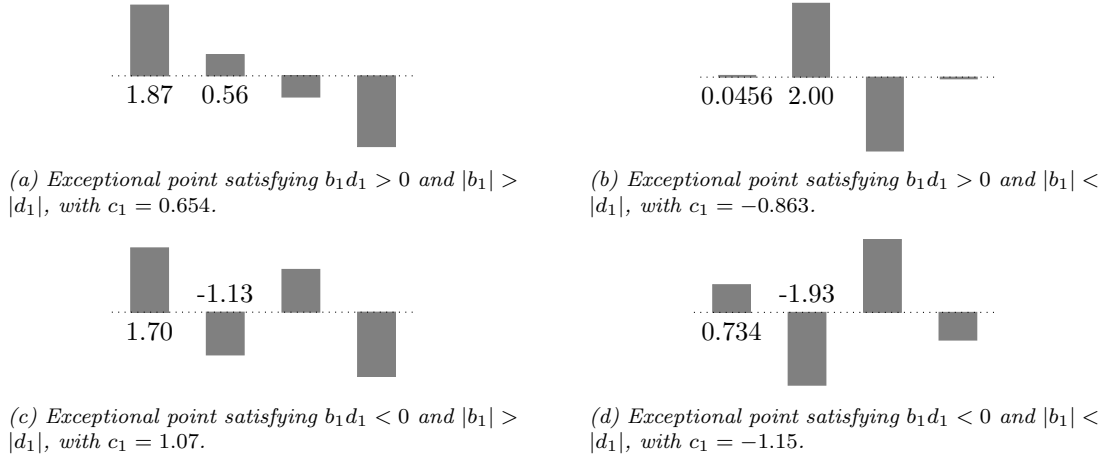 1.87 0.56
(a) Exceptional point satisfying b₁d₁ > 0 and |b₁| >
|d₁|, with c₁ = 0.654.
0.0456 2.00
(b) Exceptional point satisfying b₁d₁ > 0 and |b₁| <
|d₁|, with c₁ = −0.863.
-1.13
1.70
(c) Exceptional point satisfying b₁d₁ < 0 and |b₁| >
|d₁|, with c₁ = 1.07.
-1.93
0.734
(d) Exceptional point satisfying b₁d₁ < 0 and |b₁| <
|d₁|, with c₁ = −1.15.